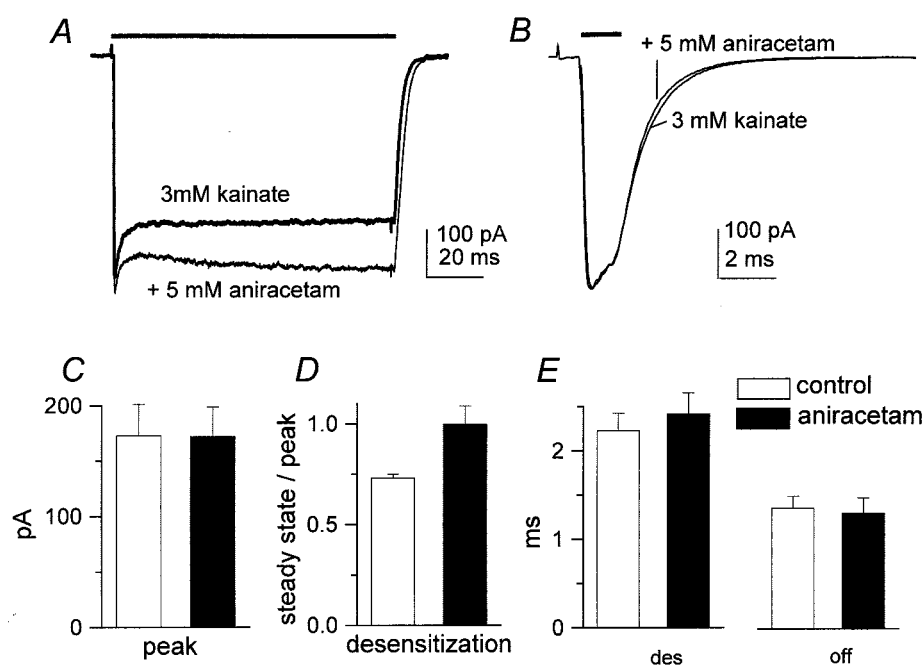 A
3mM kainate
+ 5 mM aniracetam
100 pA
20 ms
B
+ 5 mM aniracetam
3 mM kainate
100 pA
2 ms
C
pA
200
100
0
peak
D
steady state / peak
1.0
0.5
0.0
desensitization
E
control
aniracetam
ms
2
1
0
des
off